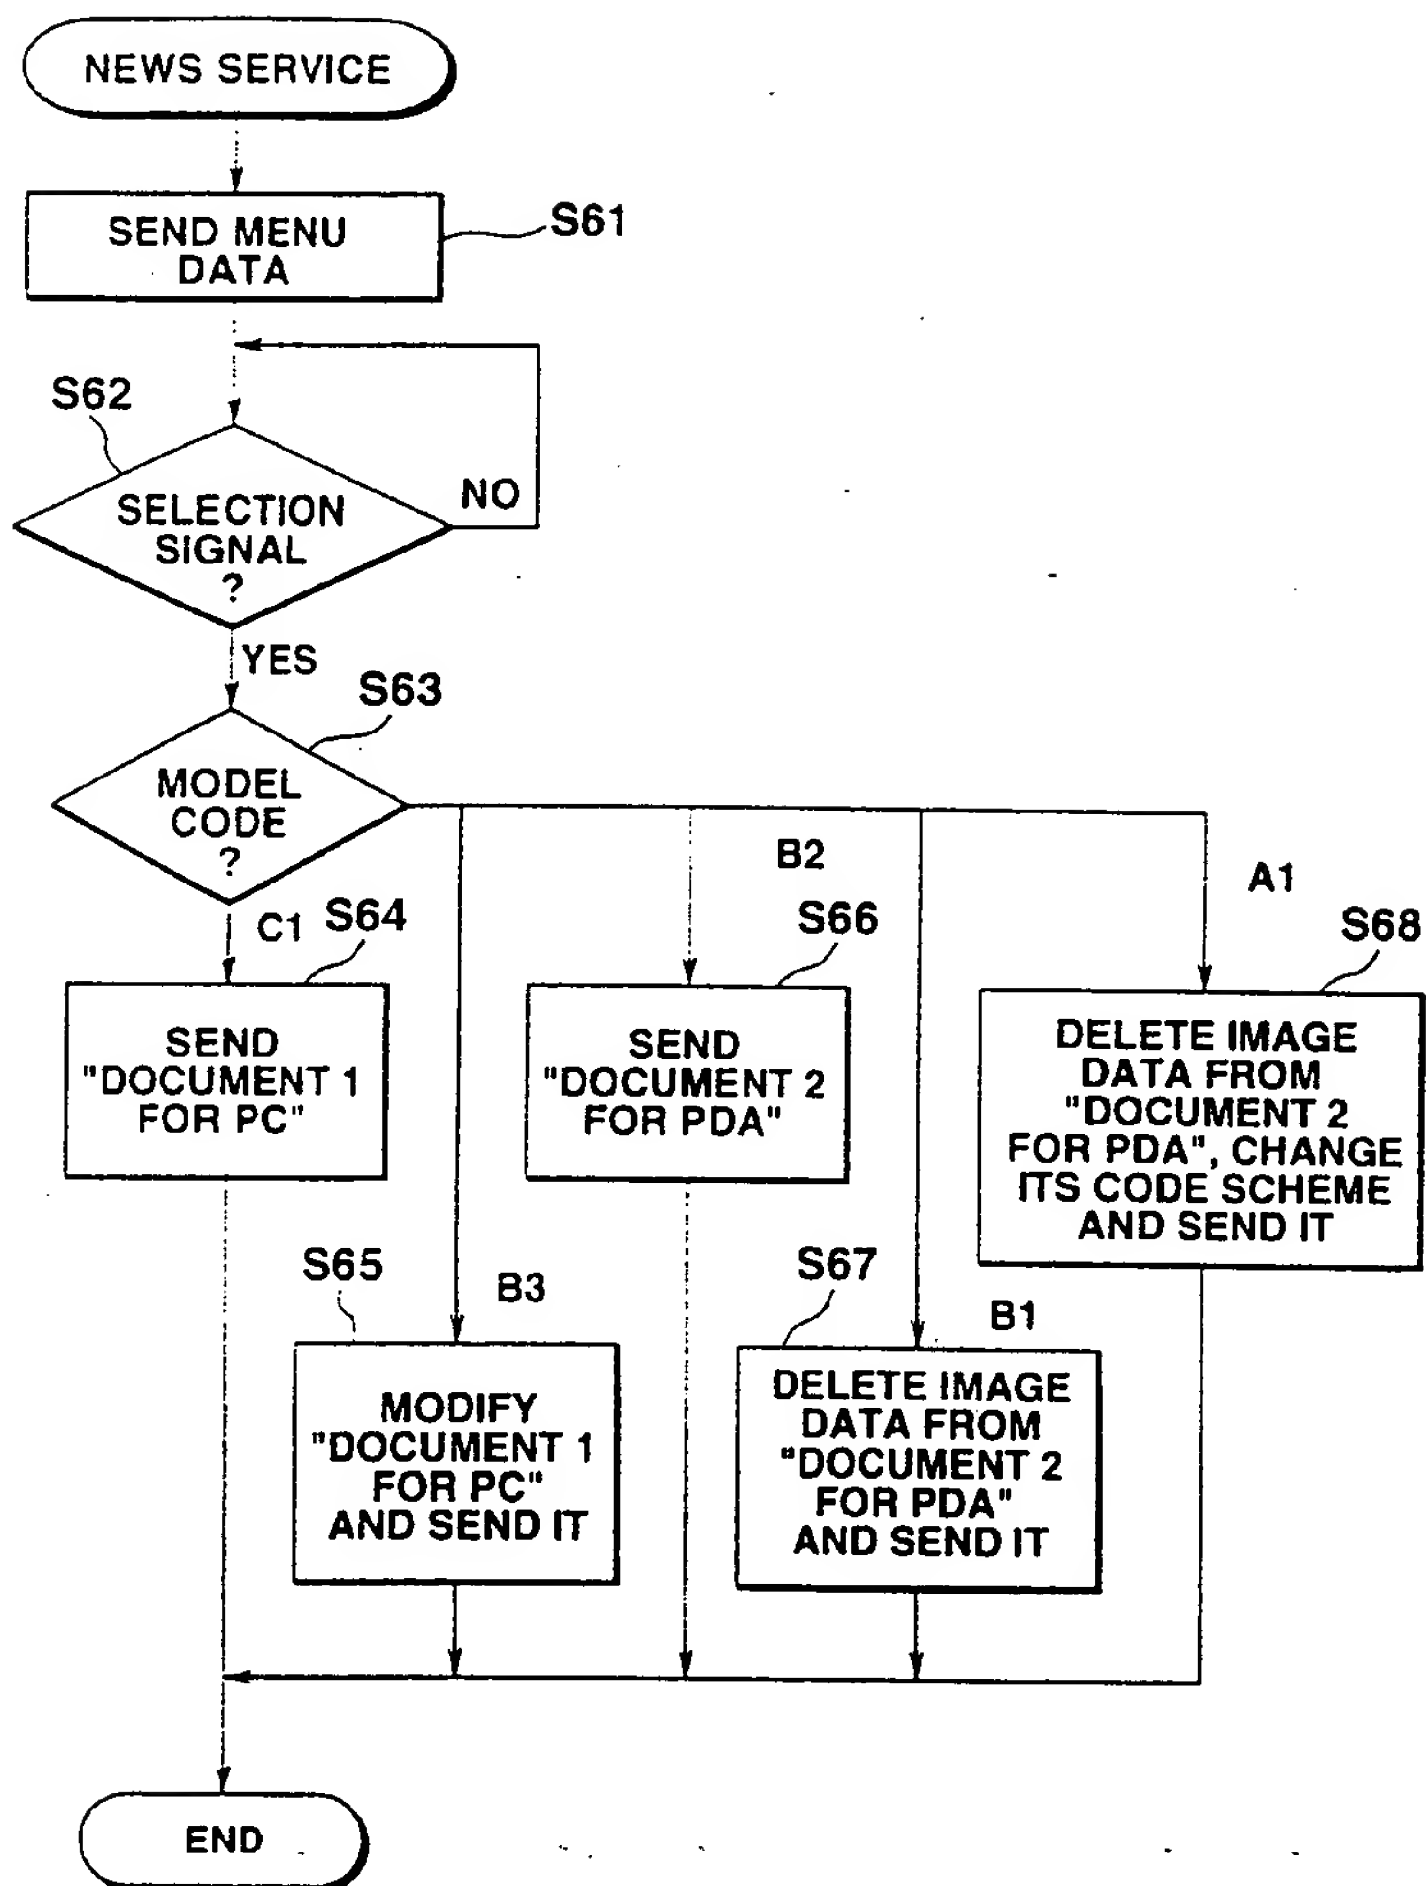 NEWS SERVICE
SEND MENU
DATA
S61
S62
SELECTION
SIGNAL
?
NO
YES
S63
MODEL
CODE
?
C1
S64
SEND
"DOCUMENT 1
FOR PC"
B2
S66
SEND
"DOCUMENT 2
FOR PDA"
A1
S68
DELETE IMAGE
DATA FROM
"DOCUMENT 2
FOR PDA", CHANGE
ITS CODE SCHEME
AND SEND IT
S65
B3
MODIFY
"DOCUMENT 1
FOR PC"
AND SEND IT
S67
B1
DELETE IMAGE
DATA FROM
"DOCUMENT 2
FOR PDA"
AND SEND IT
END